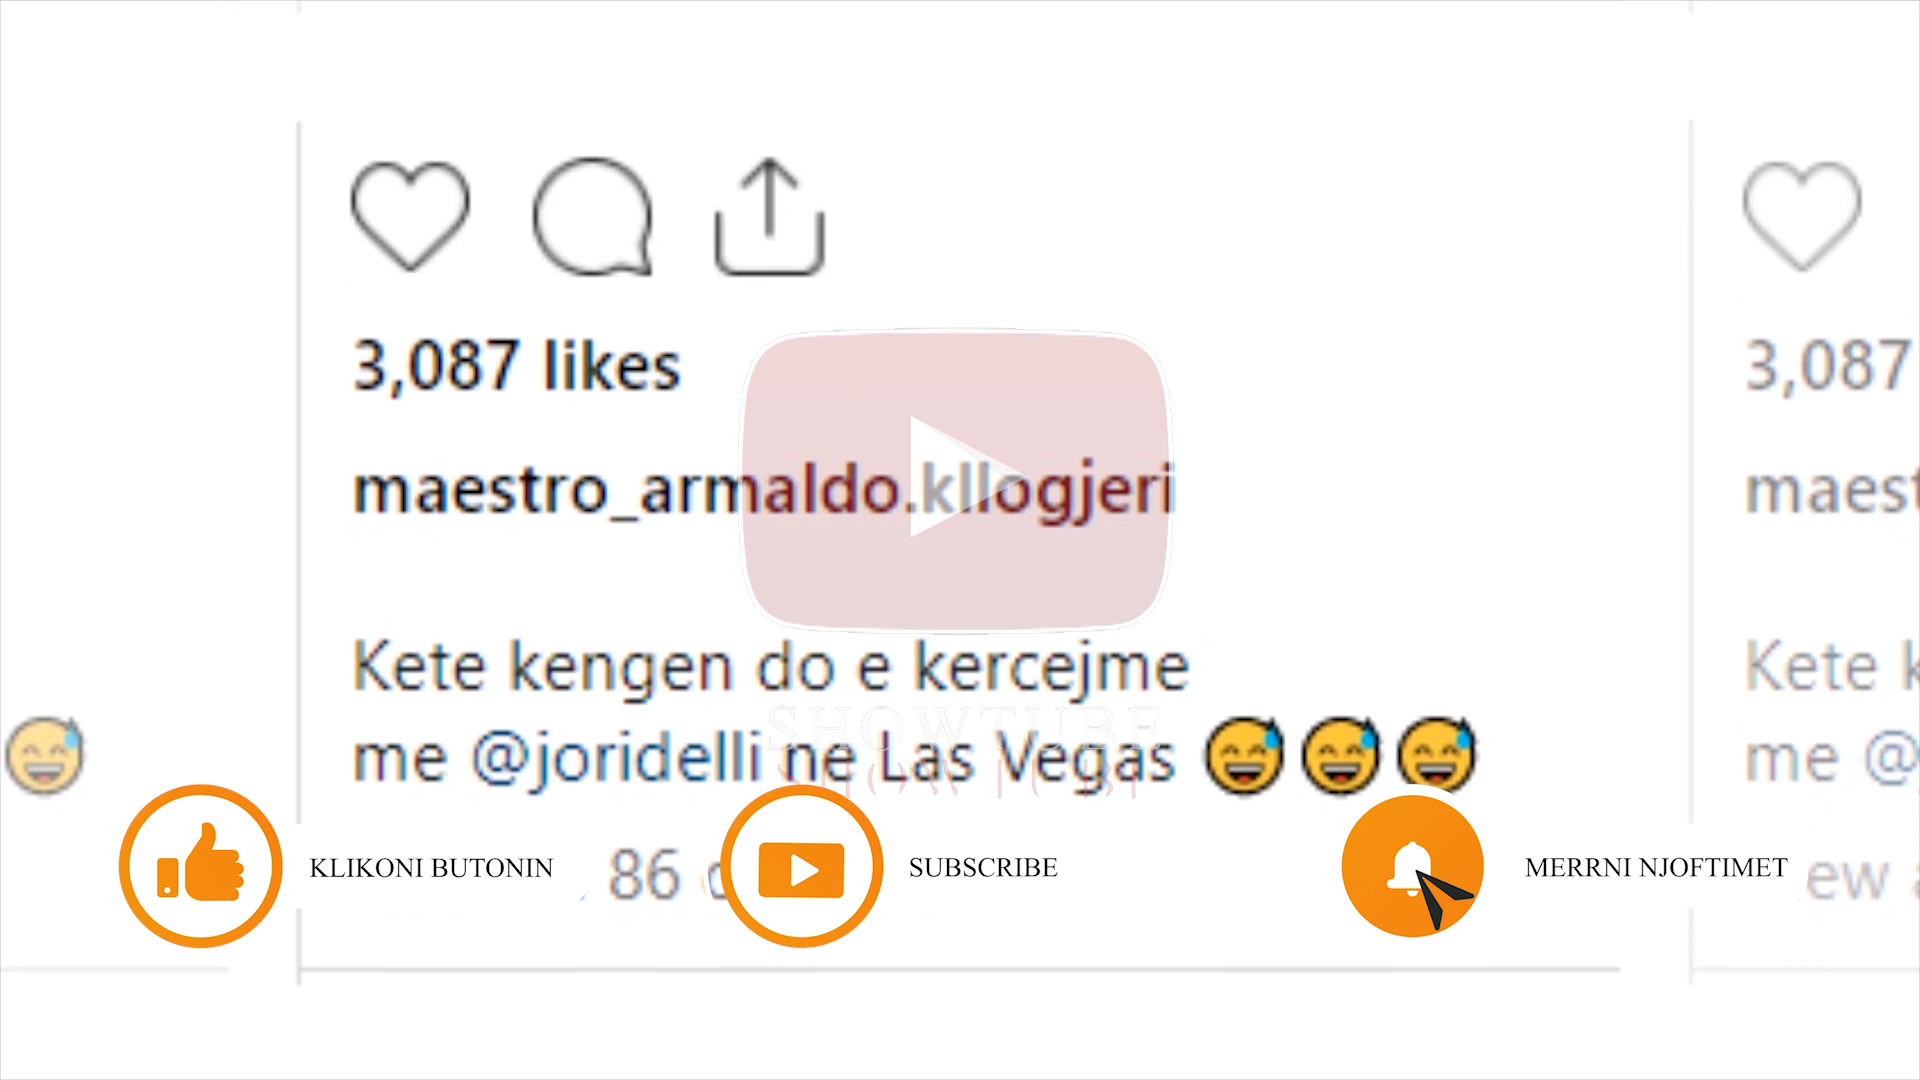 3,087 likes
3,087
maestro_armaldo.kllogjeri
maest
Kete kengen do e kercejme
Kete
me @joridelli ne Las Vegas 😅😅😅
me @
SHOWTUBE
KLIKONI BUTONIN
86
SUBSCRIBE
MERRNI NJOFTIMET
ew